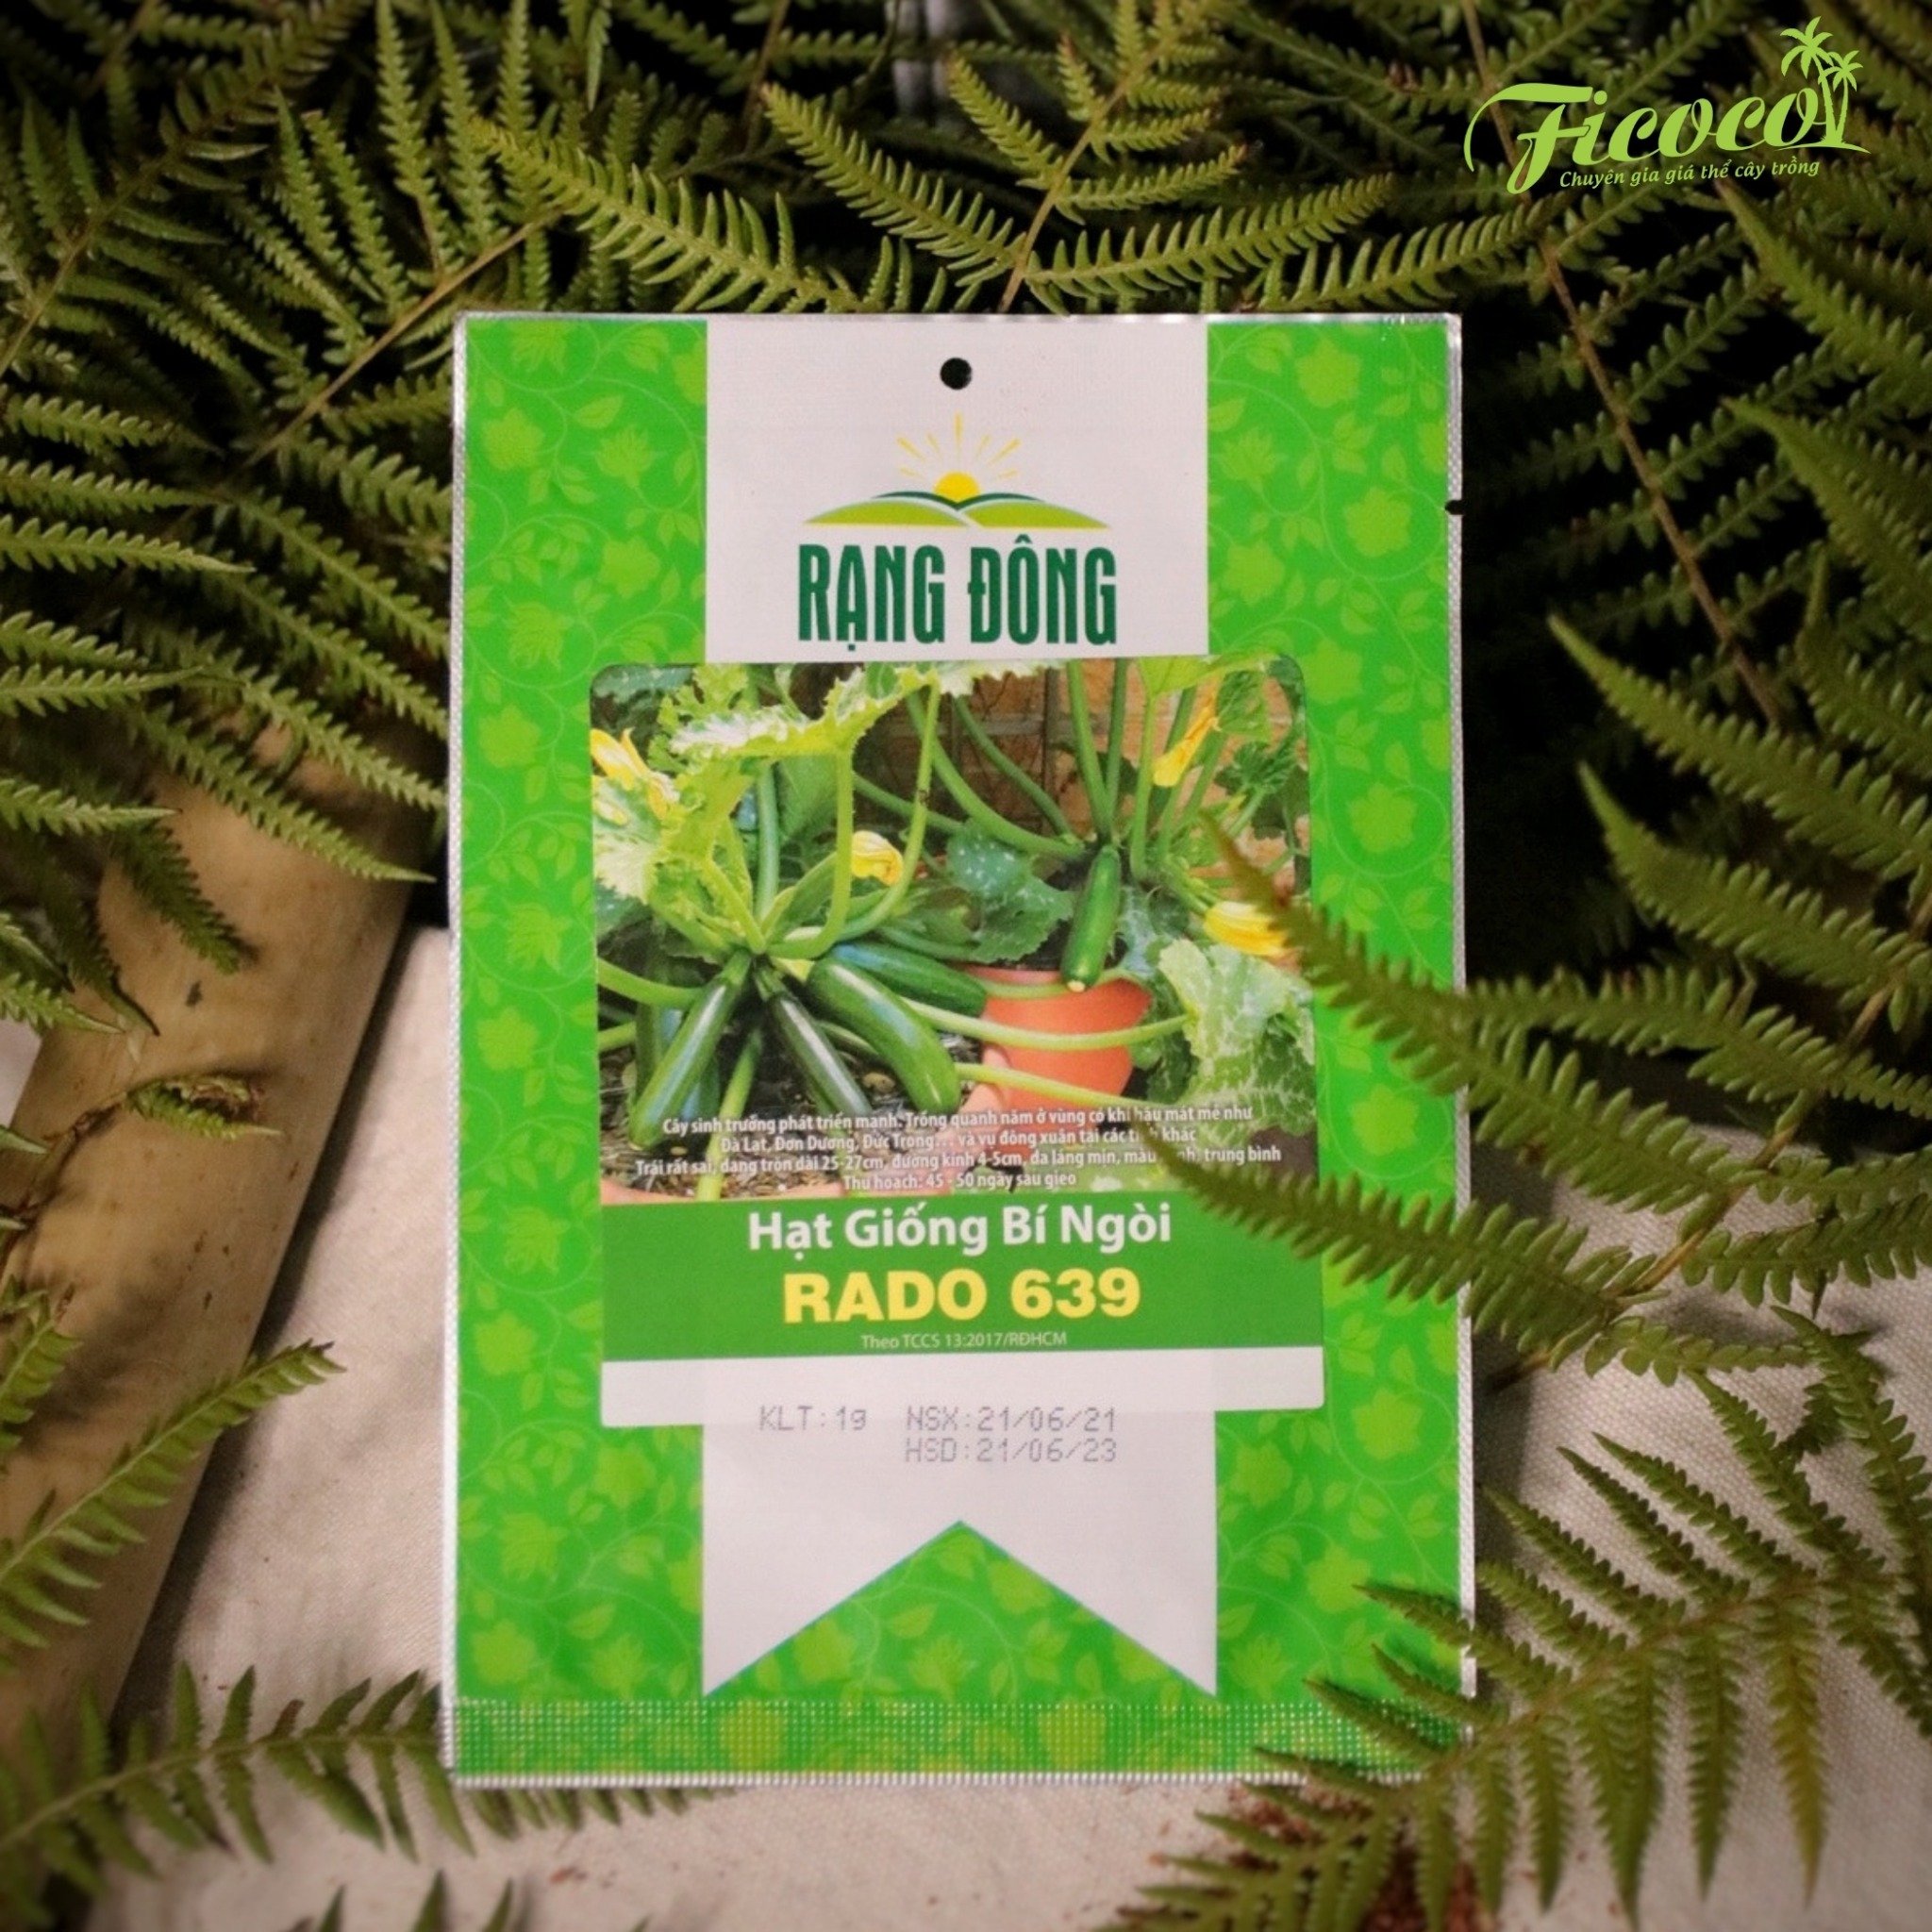 Ficoco
Chuyên gia giá thể cây trồng
RẠNG ĐÔNG
Cây sinh trưởng phát triển mạnh. Trồng quanh năm ở vùng có khí hậu mát mẻ như
Đà Lạt, Đơn Dương, Đức Trọng... và vụ đông xuân tại các khác
Trái rất sai, dạng tròn dài 25-27cm, đường kính 4-5cm, da láng mịn, màu trung bình
Thu hoạch: 45 - 50 ngày sau gieo
Hạt Giống Bí Ngòi
RADO 639
Theo TCCS 13:2017/RĐHCM
KLT:1g NSX:21/06/21
HSD:21/06/23